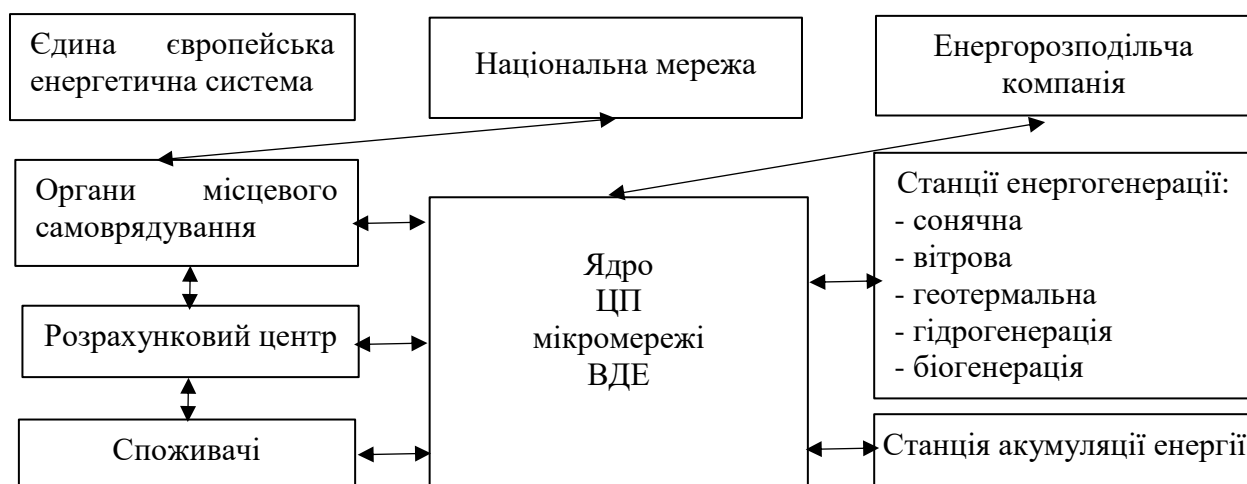 Єдина європейська
енергетична система
Національна мережа
Енергорозподільча
компанія
Органи місцевого
самоврядування
Розрахунковий центр
Споживачі
Ядро
ЦП
мікромережі
ВДЕ
Станції енергогенерації:
- сонячна
- вітрова
- геотермальна
- гідрогенерація
- біогенерація
Станція акумуляції енергії